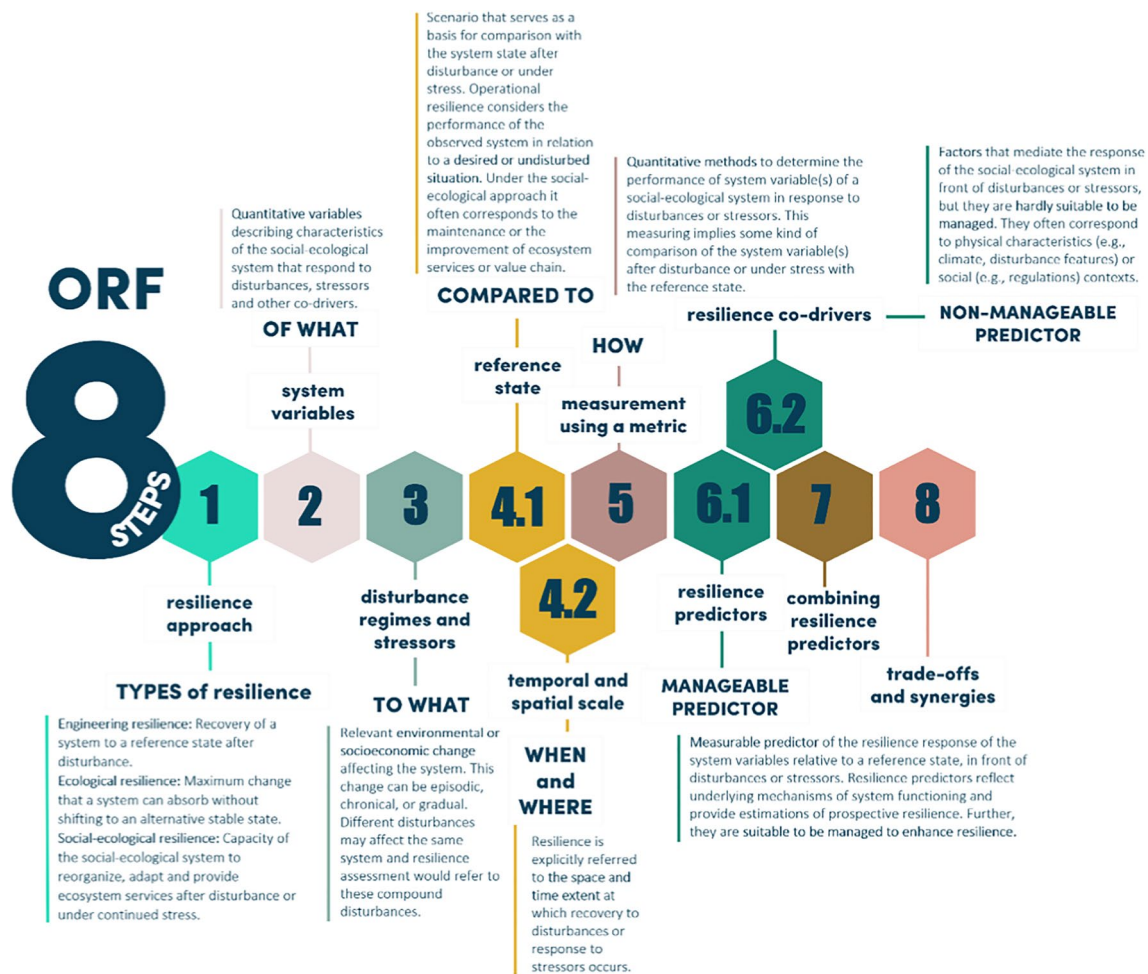 ORF
8
STEPS
1
resilience
approach
TYPES of resilience
Engineering resilience: Recovery of a
system to a reference state after
disturbance.
Ecological resilience: Maximum change
that a system can absorb without
shifting to an alternative stable state.
Social-ecological resilience: Capacity of
the social-ecological system to
reorganize, adapt and provide
ecosystem services after disturbance or
under continued stress.
Quantitative variables
describing characteristics
of the social-ecological
system that respond to
disturbances, stressors
and other co-drivers.
OF WHAT
system
variables
2
3
disturbance
regimes and
stressors
TO WHAT
Relevant environmental or
socioeconomic change
affecting the system. This
change can be episodic,
chronic, or gradual.
Different disturbances
may affect the same
system and resilience
assessment would refer to
these compound
disturbances.
Scenario that serves as a
basis for comparison with
the system state after
disturbance or under
stress. Operational
resilience considers the
performance of the
observed system in relation
to a desired or undisturbed
situation. Under the social-
ecological approach it
often corresponds to the
maintenance or the
improvement of ecosystem
services or value chain.
COMPARED TO
reference
state
4.1
4.2
temporal and
spatial scale
WHEN
and
WHERE
Resilience is
explicitly referred
to the space and
time extent at
which recovery to
disturbances or
response to
stressors occurs.
Quantitative methods to determine the
performance of system variable(s) of a
social-ecological system in response to
disturbances or stressors. This
measuring implies some kind of
comparison of the system variable(s)
after disturbance or under stress with
the reference state.
HOW
measurement
using a metric
5
6.1
resilience
predictors
MANAGEABLE
PREDICTOR
Measurable predictor of the resilience response of the
system variables relative to a reference state, in front of
disturbances or stressors. Resilience predictors reflect
underlying mechanisms of system functioning and
provide estimations of prospective resilience. Further,
they are suitable to be managed to enhance resilience.
Factors that mediate the response
of the social-ecological system in
front of disturbances or stressors,
but they are hardly suitable to be
managed. They often correspond
to physical characteristics (e.g.,
climate, disturbance features) or
social (e.g., regulations) contexts.
resilience co-drivers
NON-MANAGEABLE
PREDICTOR
6.2
7
combining
resilience
predictors
8
trade-offs
and synergies